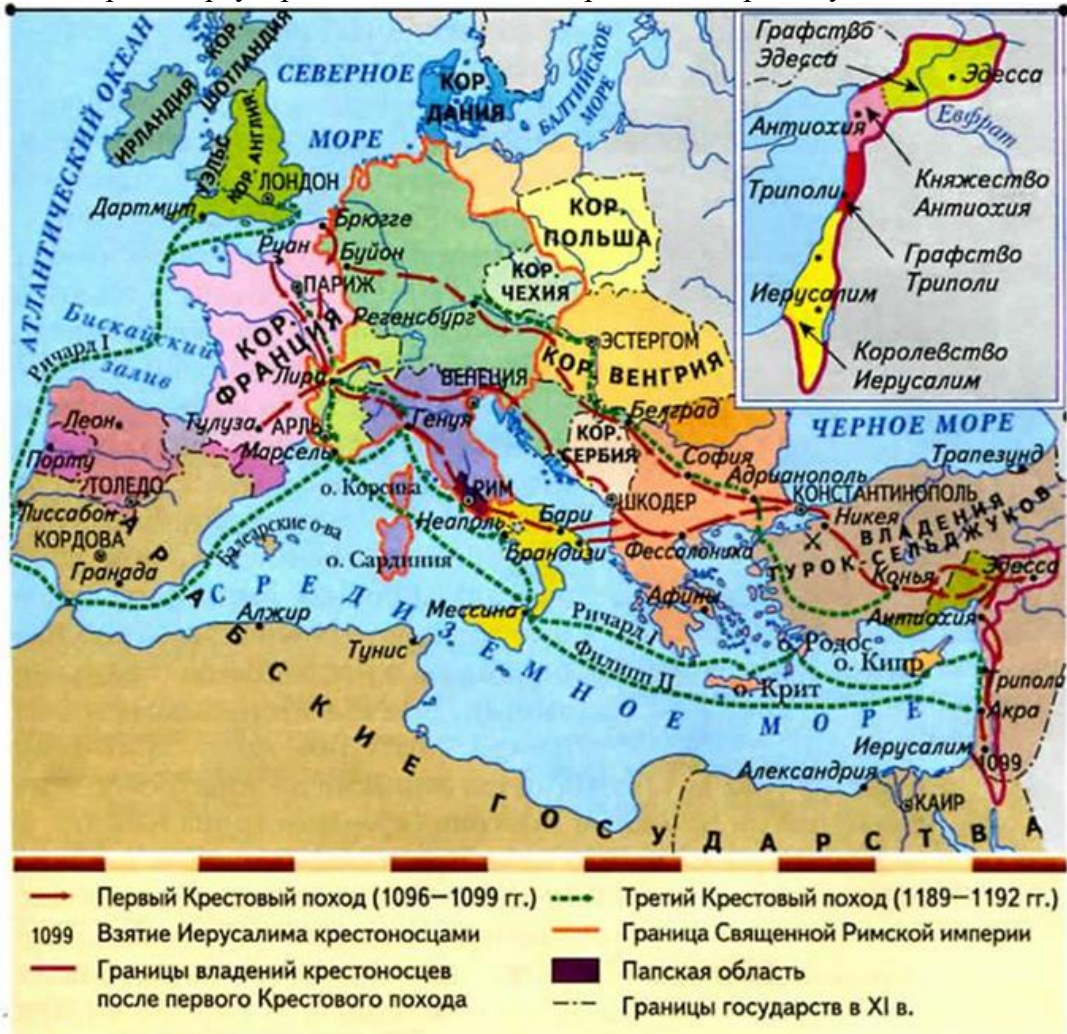 АТЛАНТИЧЕСКИЙ ОКЕАН
ИРЛАНДИЯ
КОР. ШОТЛАНДИЯ
СЕВЕРНОЕ
МОРЕ
КОР.
ДАНИЯ
БАЛТИЙСКОЕ
МОРЕ
УЭЛЬС
КОР. АНГЛИЯ
ЛОНДОН
Дартмут
Брюгге
Руан
Буйон
ПАРИЖ
КОР.
ПОЛЬША
КОР.
ЧЕХИЯ
Регенсбург
КОР.
ФРАНЦИЯ
Бискайский
залив
Ричард I
ЭСТЕРГОМ
КОР. ВЕНГРИЯ
Лира
ВЕНЕЦИЯ
Генуя
Белград
Леон
Тулуза
АРЛЬ
Марсель
КОР.
СЕРБИЯ
София
ЧЕРНОЕ МОРЕ
Порту
ТОЛЕДО
о. Корсика
РИМ
ШКОДЕР
Адрианополь
КОНСТАНТИНОПОЛЬ
Трапезунд
Лиссабон
КОРДОВА
Гранада
Балеарские о-ва
о. Сардиния
Неаполь
Бари
Брандизи
Фессалоника
Никея
ВЛАДЕНИЯ
ТУРОК-СЕЛЬДЖУКОВ
Конья
Эдесса
Антиохия
СРЕДИЗЕМНОЕ МОРЕ
Алжир
Тунис
Мессина
Афины
Ричард I
Филипп II
о. Родос
о. Кипр
о. Крит
Триполи
Акра
Иерусалим
1099
Александрия
КАИР
АРАБСКИЕ ГОСУДАРСТВА
Графство
Эдесса
Эдесса
Антиохия
Евфрат
Княжество
Антиохия
Триполи
Графство
Триполи
Иерусалим
Королевство
Иерусалим
Первый Крестовый поход (1096–1099 гг.)
1099 Взятие Иерусалима крестоносцами
Границы владений крестоносцев
после первого Крестового похода
Третий Крестовый поход (1189–1192 гг.)
Граница Священной Римской империи
Папская область
Границы государств в XI в.